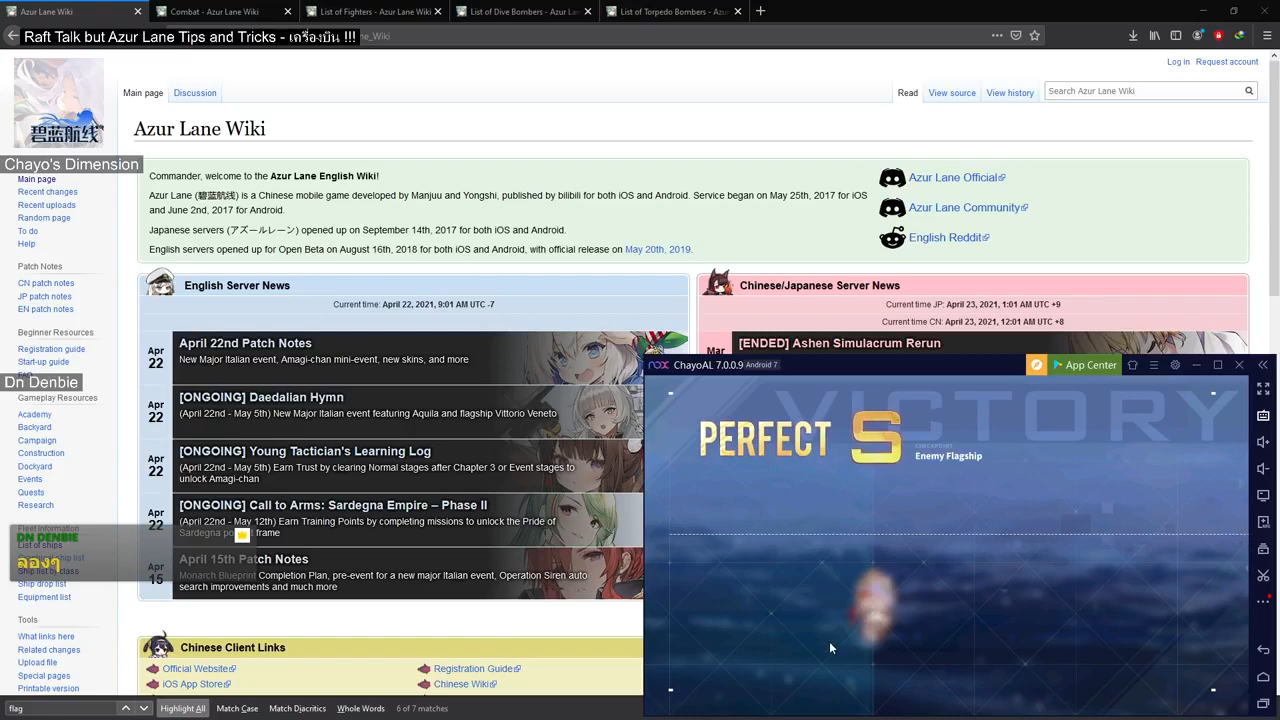 Azur Lane Wiki
Combat - Azur Lane Wiki
List of Fighters - Azur Lane Wiki
List of Dive Bombers - Azur Lan
List of Torpedo Bombers - Azur L
Raft Talk but Azur Lane Tips and Tricks - เครื่องบิน !!!
_Wiki
Log in Request account
碧蓝航线
Main page Discussion
Read View source View history
Search Azur Lane Wiki
Azur Lane Wiki
Chayo's Dimension
Main page
Recent changes
Recent uploads
Random page
To do
Help
Patch Notes
CN patch notes
JP patch notes
EN patch notes
Beginner Resources
Registration guide
Start-up guide
Dn Denbie
Gameplay Resources
Academy
Backyard
Campaign
Construction
Dockyard
Events
Quests
Research
Fleet Information
DN DENBIE
List of ships
ลองๆ
Ship list by class
Ship drop list
Equipment list
Tools
What links here
Related changes
Upload file
Special pages
Printable version
Commander, welcome to the Azur Lane English Wiki!
Azur Lane (碧蓝航线) is a Chinese mobile game developed by Manjuu and Yongshi, published by bilibili for both iOS and Android. Service began on May 25th, 2017 for iOS
and June 2nd, 2017 for Android.
Japanese servers (アズールレーン) opened up on September 14th, 2017 for both iOS and Android.
English servers opened up for Open Beta on August 16th, 2018 for both iOS and Android, with official release on May 20th, 2019.
Azur Lane Official
Azur Lane Community
English Reddit
English Server News
Current time: April 22, 2021, 9:01 AM UTC -7
Apr 22
April 22nd Patch Notes
New Major Italian event, Amagi-chan mini-event, new skins, and more
Apr 22
[ONGOING] Daedalian Hymn
(April 22nd - May 5th) New Major Italian event featuring Aquila and flagship Vittorio Veneto
Apr 22
[ONGOING] Young Tactician's Learning Log
(April 22nd - May 5th) Earn Trust by clearing Normal stages after Chapter 3 or Event stages to
unlock Amagi-chan
Apr 22
[ONGOING] Call to Arms: Sardegna Empire – Phase II
(April 22nd - May 12th) Earn Training Points by completing missions to unlock the Pride of
Sardegna frame
Apr 15
April 15th Patch Notes
Monarch Blueprint Completion Plan, pre-event for a new major Italian event, Operation Siren auto
search improvements and much more
Chinese/Japanese Server News
Current time JP: April 23, 2021, 1:01 AM UTC +9
Current time CN: April 23, 2021, 12:01 AM UTC +8
Mar
[ENDED] Ashen Simulacrum Rerun
Chinese Client Links
Official Website
Registration Guide
iOS App Store
Chinese Wiki
nox ChayoAL 7.0.0.9 Android 7
App Center
VICTORY
PERFECT S
Enemy Flagship
flag
Highlight All Match Case Match Diacritics Whole Words 6 of 7 matches